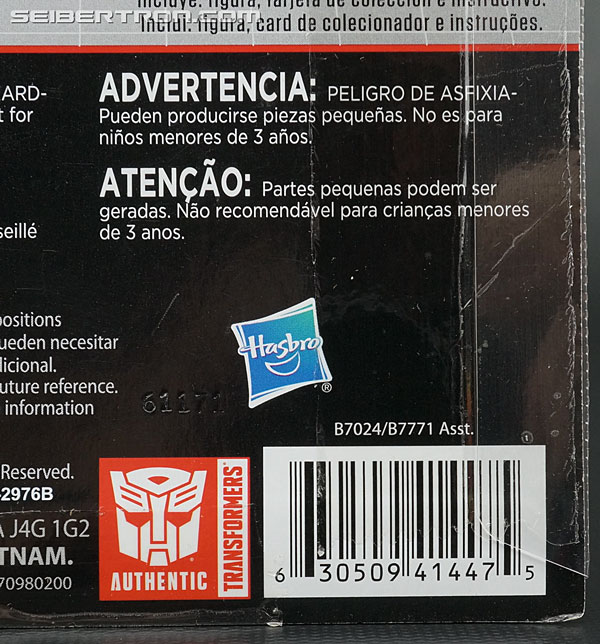 SEIBERTRON.com
Incluye: figura, tarjeta de colección e instructivo.
Inclui: figura, card de colecionador e instruções.
CARD-
t for
ADVERTENCIA: PELIGRO DE ASFIXIA-
Pueden producirse piezas pequeñas. No es para
niños menores de 3 años.
ATENÇÃO: Partes pequenas podem ser
geradas. Não recomendável para crianças menores
de 3 anos.
seillé
positions
pueden necesitar
dicional.
uture reference.
information
61171
Hasbro
®
B7024/B7771 Asst.
Reserved.
-2976B
A J4G 1G2
TNAM.
70980200
AUTHENTIC
TRANSFORMERS
6 30509 41447 5